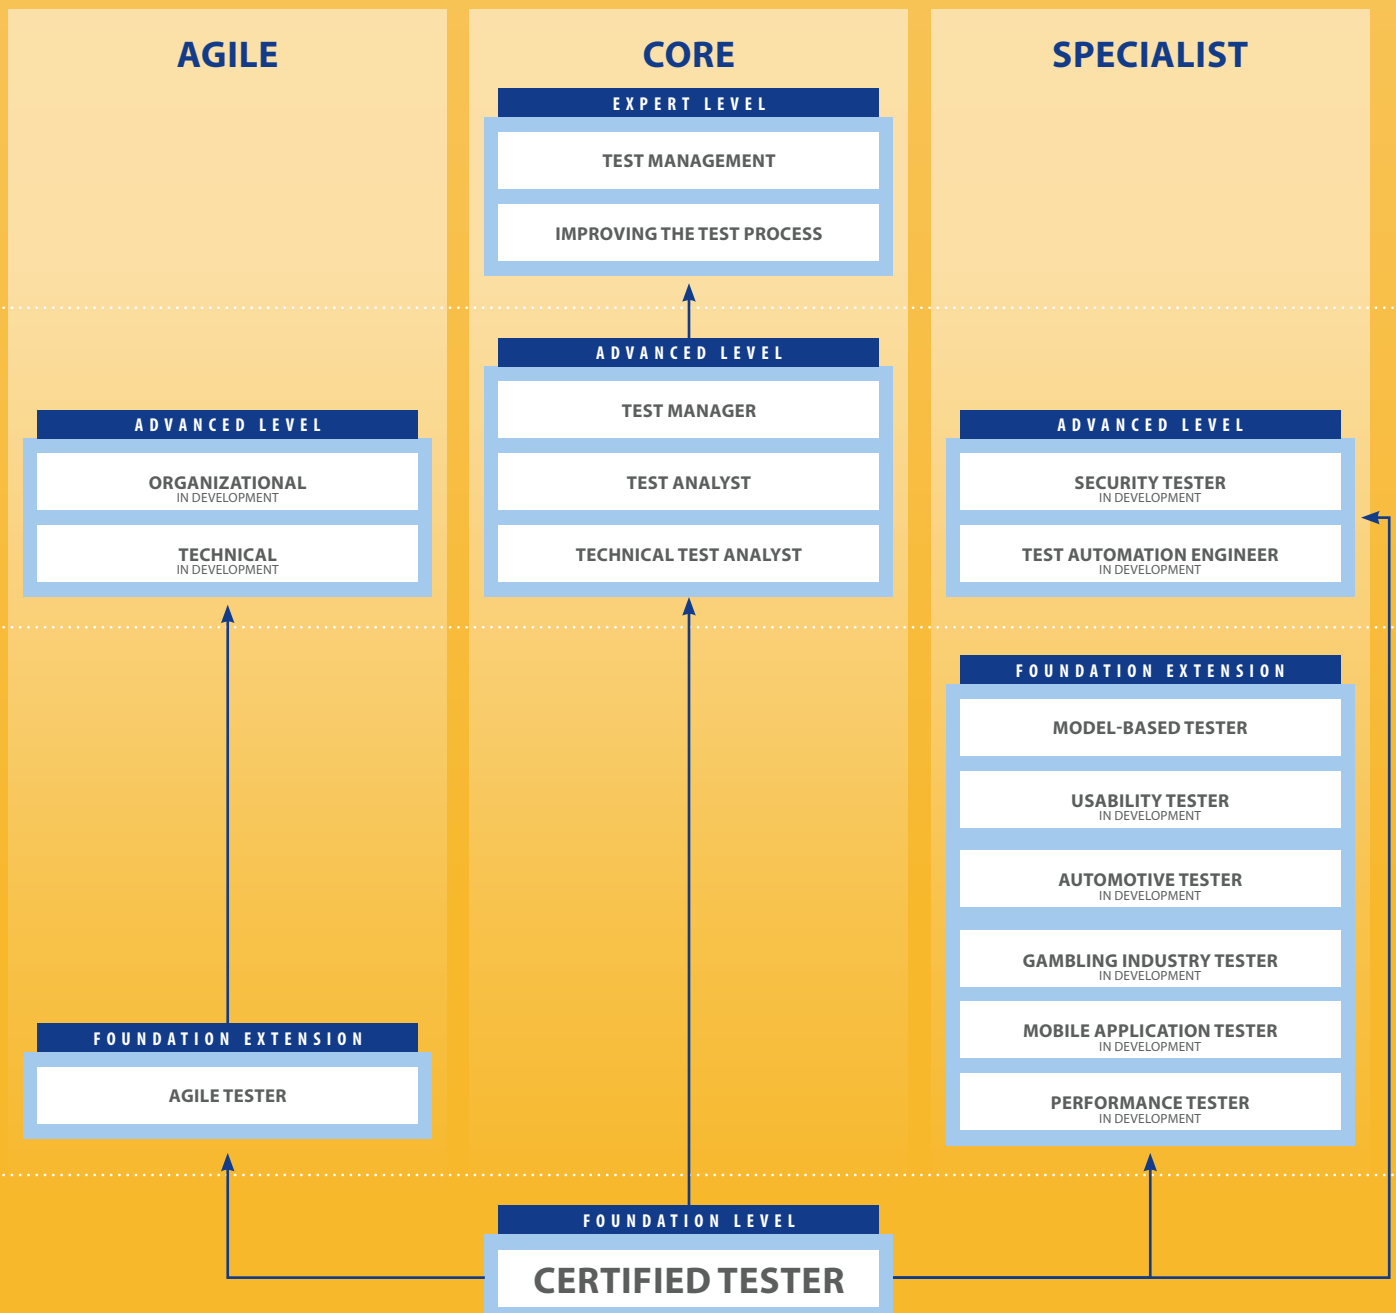 AGILE
CORE
SPECIALIST
EXPERT LEVEL
TEST MANAGEMENT
IMPROVING THE TEST PROCESS
ADVANCED LEVEL
TEST MANAGER
TEST ANALYST
TECHNICAL TEST ANALYST
ADVANCED LEVEL
ORGANIZATIONAL
IN DEVELOPMENT
TECHNICAL
IN DEVELOPMENT
ADVANCED LEVEL
SECURITY TESTER
IN DEVELOPMENT
TEST AUTOMATION ENGINEER
IN DEVELOPMENT
FOUNDATION EXTENSION
MODEL-BASED TESTER
USABILITY TESTER
IN DEVELOPMENT
AUTOMOTIVE TESTER
IN DEVELOPMENT
GAMBLING INDUSTRY TESTER
IN DEVELOPMENT
MOBILE APPLICATION TESTER
IN DEVELOPMENT
PERFORMANCE TESTER
IN DEVELOPMENT
FOUNDATION EXTENSION
AGILE TESTER
FOUNDATION LEVEL
CERTIFIED TESTER